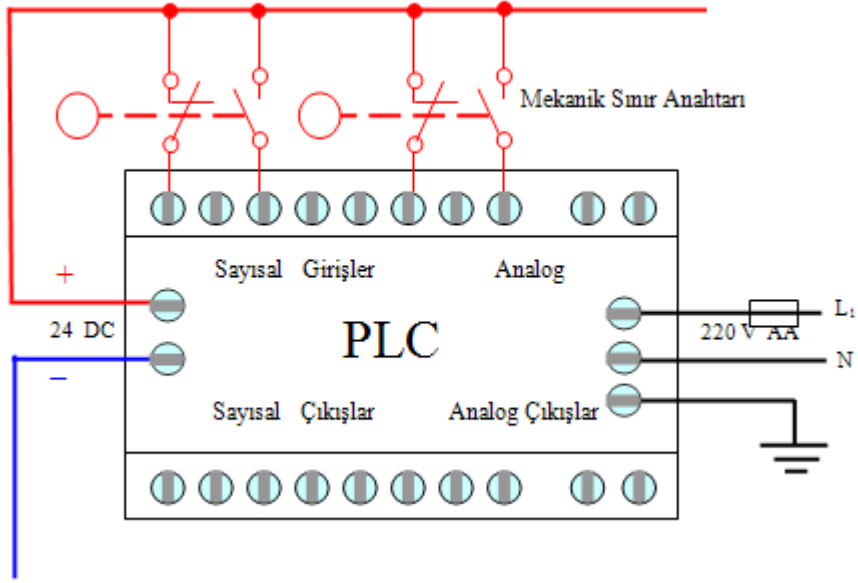 Mekanik Sınır Anahtarı
Sayısal Girişler Analog
+
24 DC
−
PLC
L₁
220 V AA
N
Sayısal Çıkışlar Analog Çıkışlar